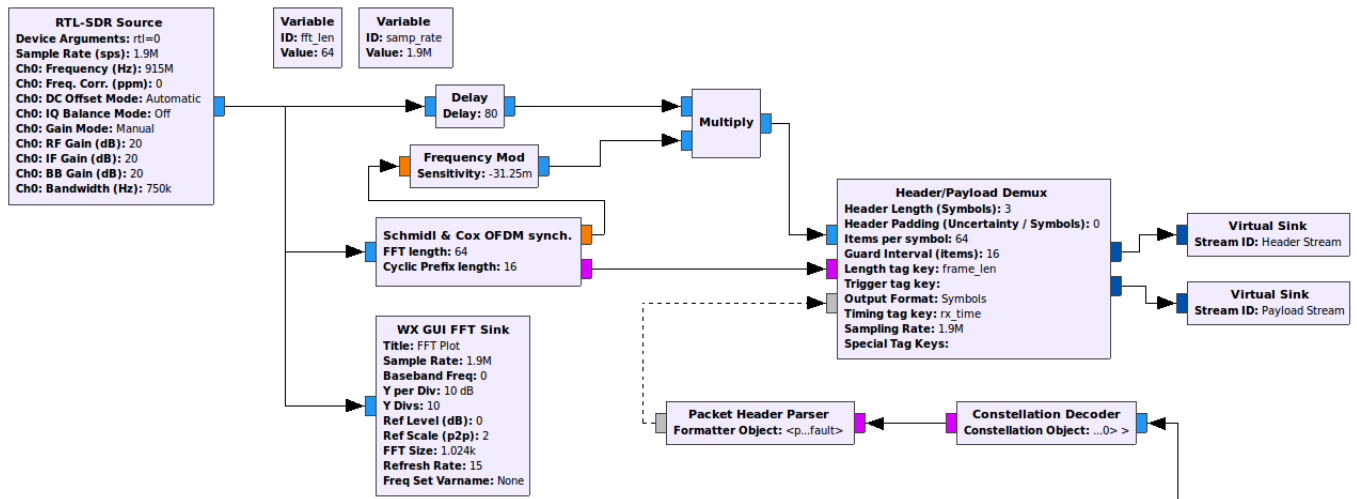 RTL-SDR Source
Device Arguments: rtl=0
Sample Rate (sps): 1.9M
Ch0: Frequency (Hz): 915M
Ch0: Freq. Corr. (ppm): 0
Ch0: DC Offset Mode: Automatic
Ch0: IQ Balance Mode: Off
Ch0: Gain Mode: Manual
Ch0: RF Gain (dB): 20
Ch0: IF Gain (dB): 20
Ch0: BB Gain (dB): 20
Ch0: Bandwidth (Hz): 750k
Variable
ID: fft_len
Value: 64
Variable
ID: samp_rate
Value: 1.9M
Delay
Delay: 80
Multiply
Frequency Mod
Sensitivity: -31.25m
Schmidl & Cox OFDM synch.
FFT length: 64
Cyclic Prefix length: 16
Header/Payload Demux
Header Length (Symbols): 3
Header Padding (Uncertainty / Symbols): 0
Items per symbol: 64
Guard Interval (items): 16
Length tag key: frame_len
Trigger tag key:
Output Format: Symbols
Timing tag key: rx_time
Sampling Rate: 1.9M
Special Tag Keys:
Virtual Sink
Stream ID: Header Stream
Virtual Sink
Stream ID: Payload Stream
WX GUI FFT Sink
Title: FFT Plot
Sample Rate: 1.9M
Baseband Freq: 0
Y per Div: 10 dB
Y Divs: 10
Ref Level (dB): 0
Ref Scale (p2p): 2
FFT Size: 1.024k
Refresh Rate: 15
Freq Set Varname: None
Packet Header Parser
Formatter Object: <p...fault>
Constellation Decoder
Constellation Object: ...0> >